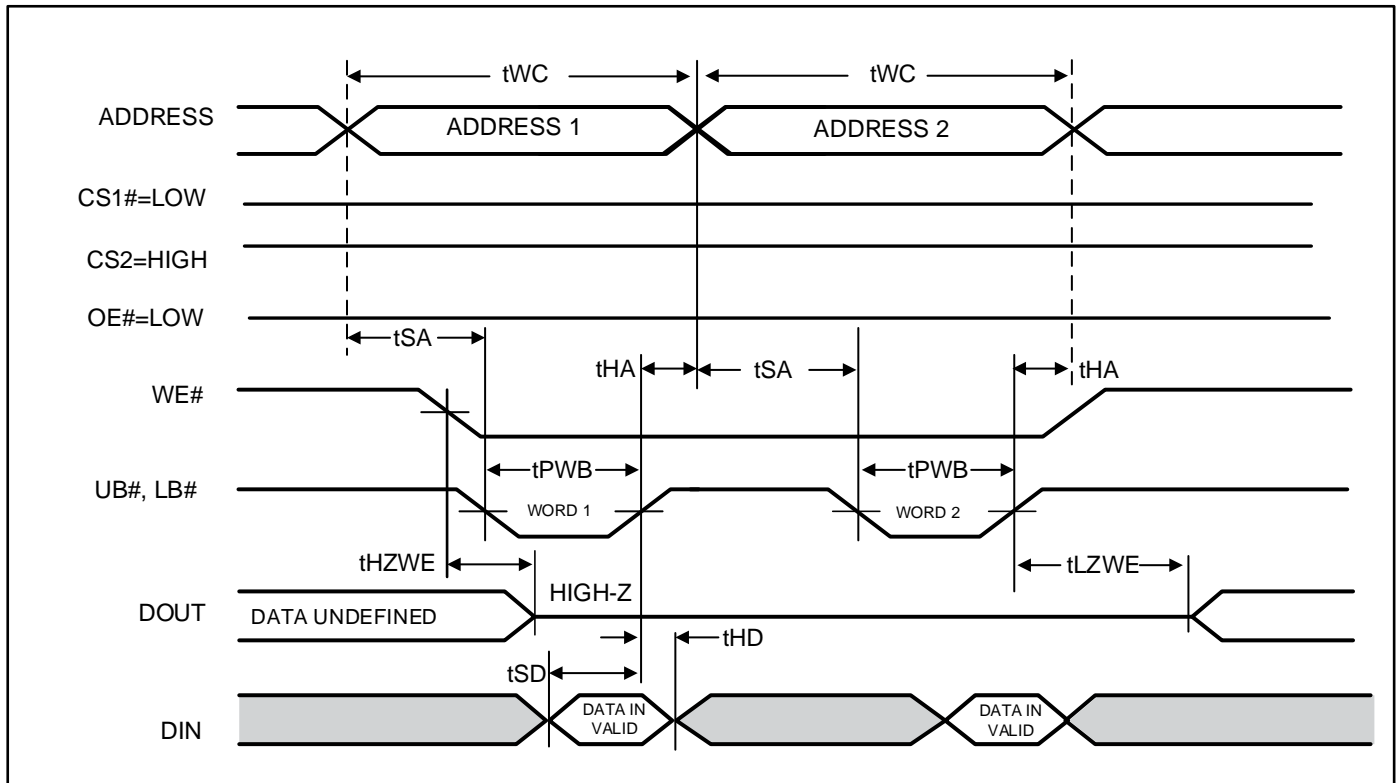 tWC tWC
ADDRESS ADDRESS 1 ADDRESS 2
CS1#=LOW
CS2=HIGH
OE#=LOW
tSA tHA tSA tHA
WE#
tPWB tPWB
UB#, LB# WORD 1 WORD 2
tHZWE tLZWE
HIGH-Z
DOUT DATA UNDEFINED
tHD
tSD
DIN DATA IN VALID DATA IN VALID